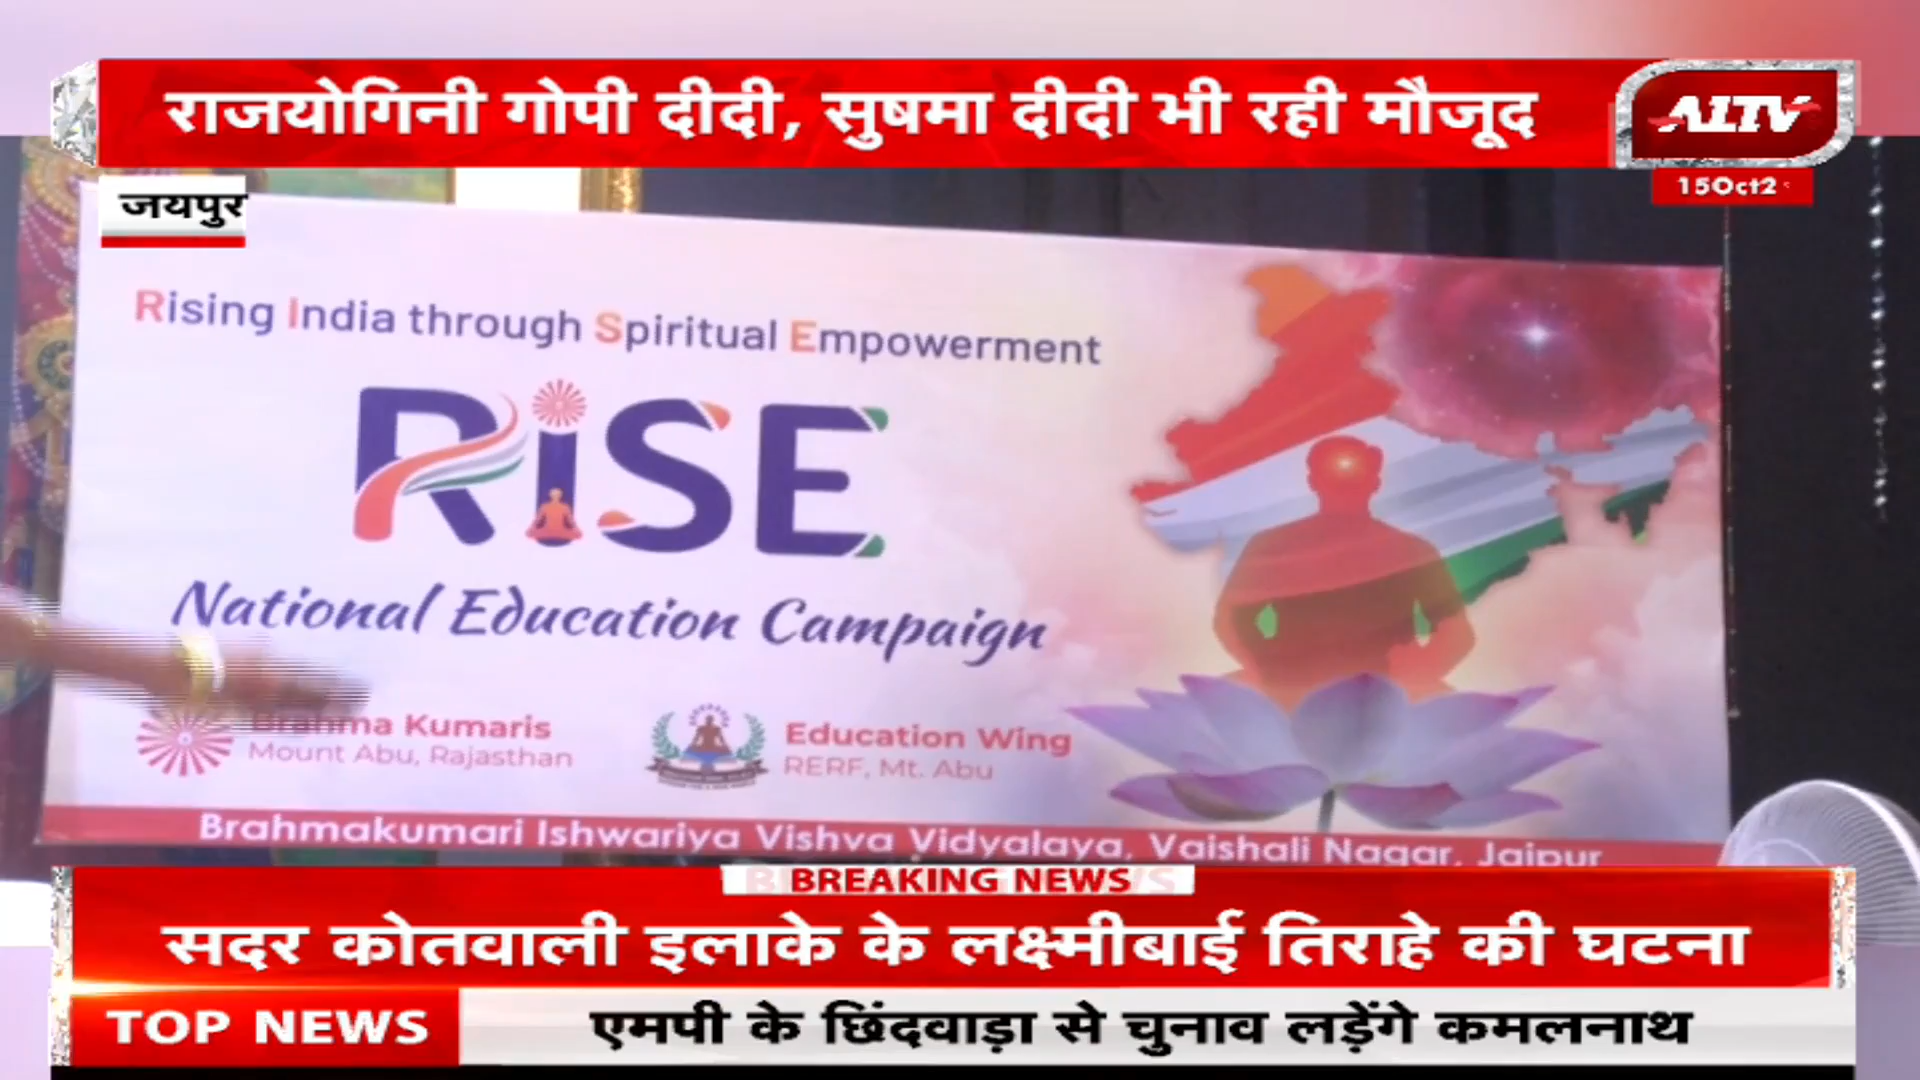 राजयोगिनी गोपी दीदी, सुषमा दीदी भी रही मौजूद
A1TV
15Oct2
जयपुर
Rising India through Spiritual Empowerment
RiSE
National Education Campaign
Brahma Kumaris
Mount Abu, Rajasthan
Education Wing
RERF, Mt. Abu
Brahmakumari Ishwariya Vishva Vidyalaya, Vaishali Nagar, Jaipur
BREAKING NEWS
सदर कोतवाली इलाके के लक्ष्मीबाई तिराहे की घटना
TOP NEWS
एमपी के छिंदवाड़ा से चुनाव लड़ेंगे कमलनाथ